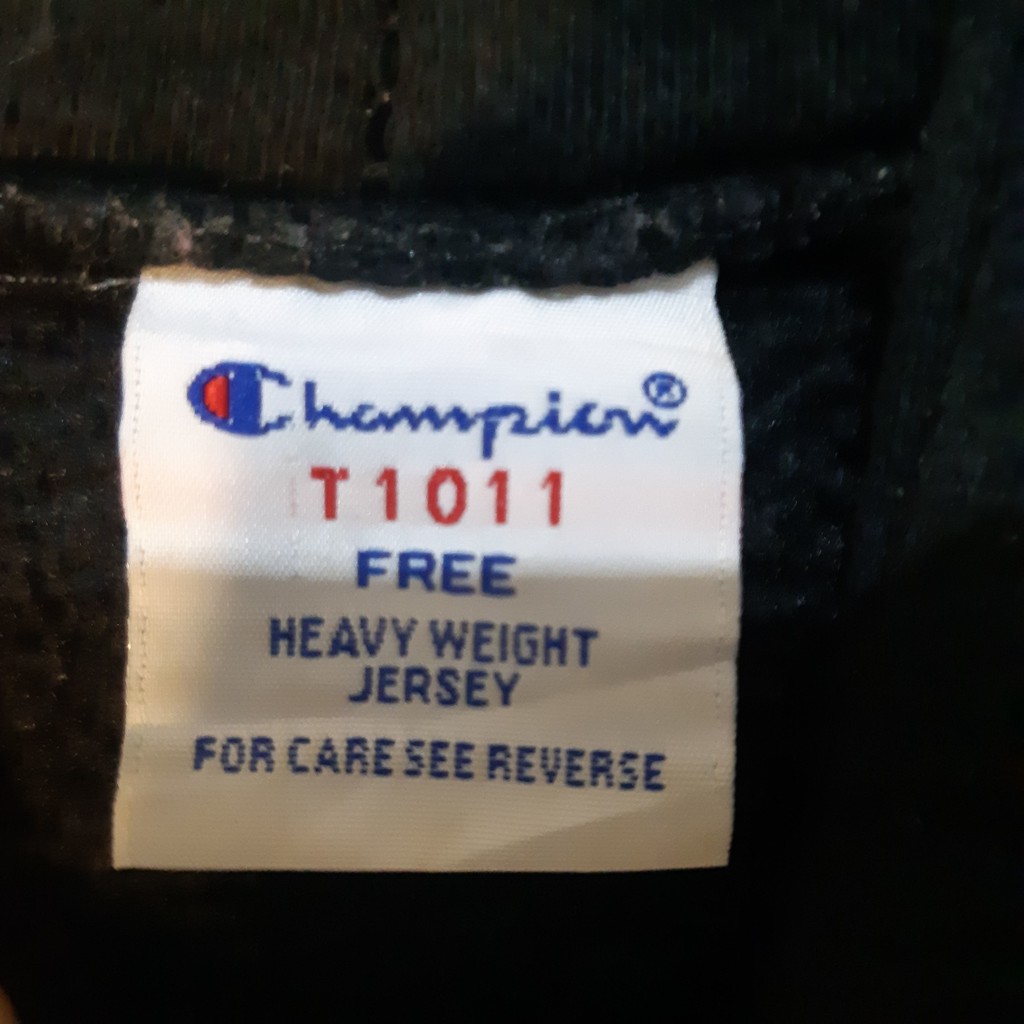 Champion®
T1011
FREE
HEAVY WEIGHT
JERSEY
FOR CARE SEE REVERSE